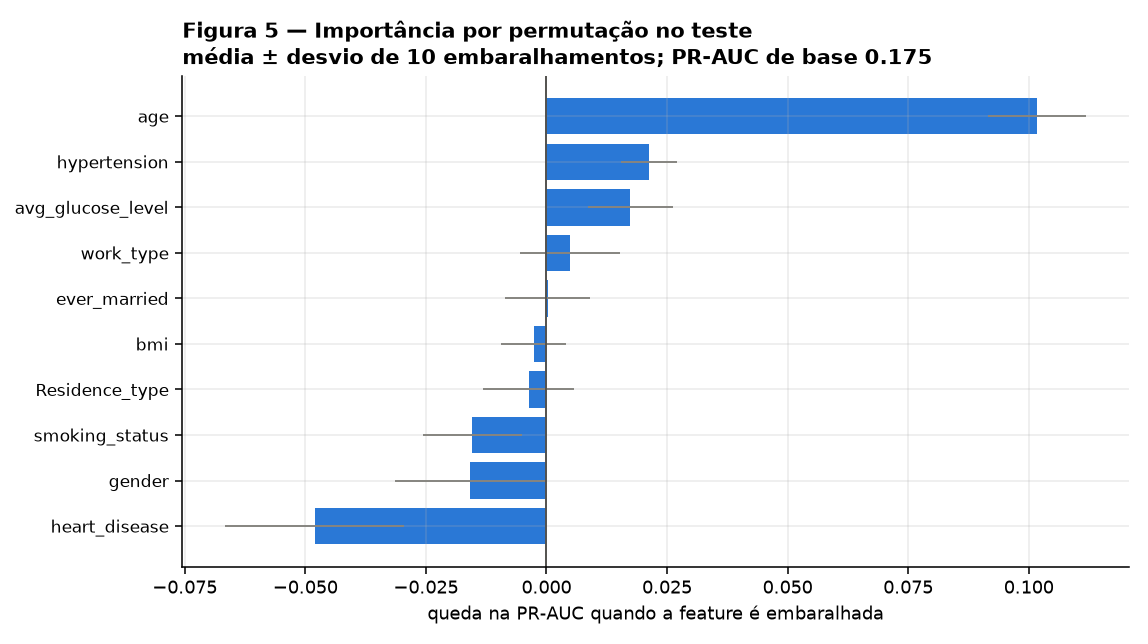 Figura 5 — Importância por permutação no teste
média ± desvio de 10 embaralhamentos; PR-AUC de base 0.175
age
hypertension
avg_glucose_level
work_type
ever_married
bmi
Residence_type
smoking_status
gender
heart_disease
−0.075 −0.050 −0.025 0.000 0.025 0.050 0.075 0.100
queda na PR-AUC quando a feature é embaralhada